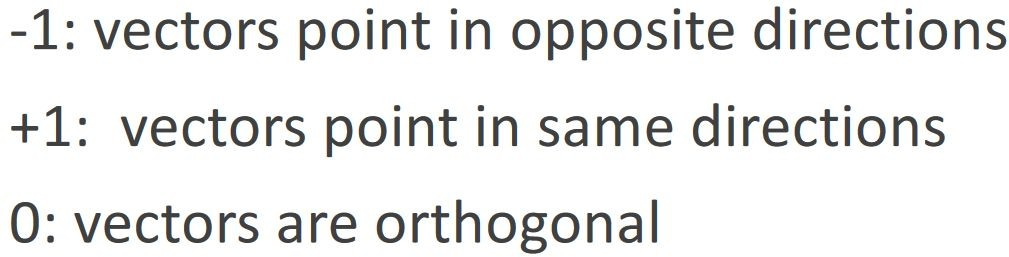 -1: vectors point in opposite directions
+1:  vectors point in same directions
0: vectors are orthogonal